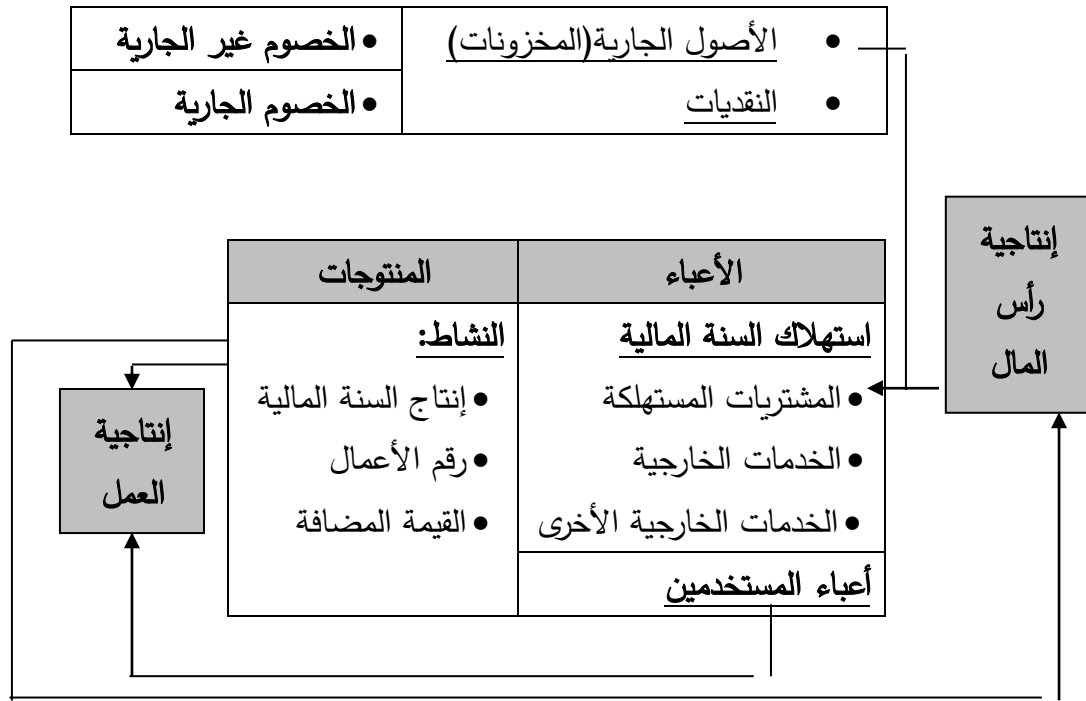 • الأصول الجارية(المخزونات)
• النقديات
• الخصوم غير الجارية
• الخصوم الجارية
إنتاجية
رأس
المال
الأعباء
المنتوجات
استهلاك السنة المالية
• المشتريات المستهلكة
• الخدمات الخارجية
• الخدمات الخارجية الأخرى
أعباء المستخدمين
النشاط:
• إنتاج السنة المالية
• رقم الأعمال
• القيمة المضافة
إنتاجية
العمل